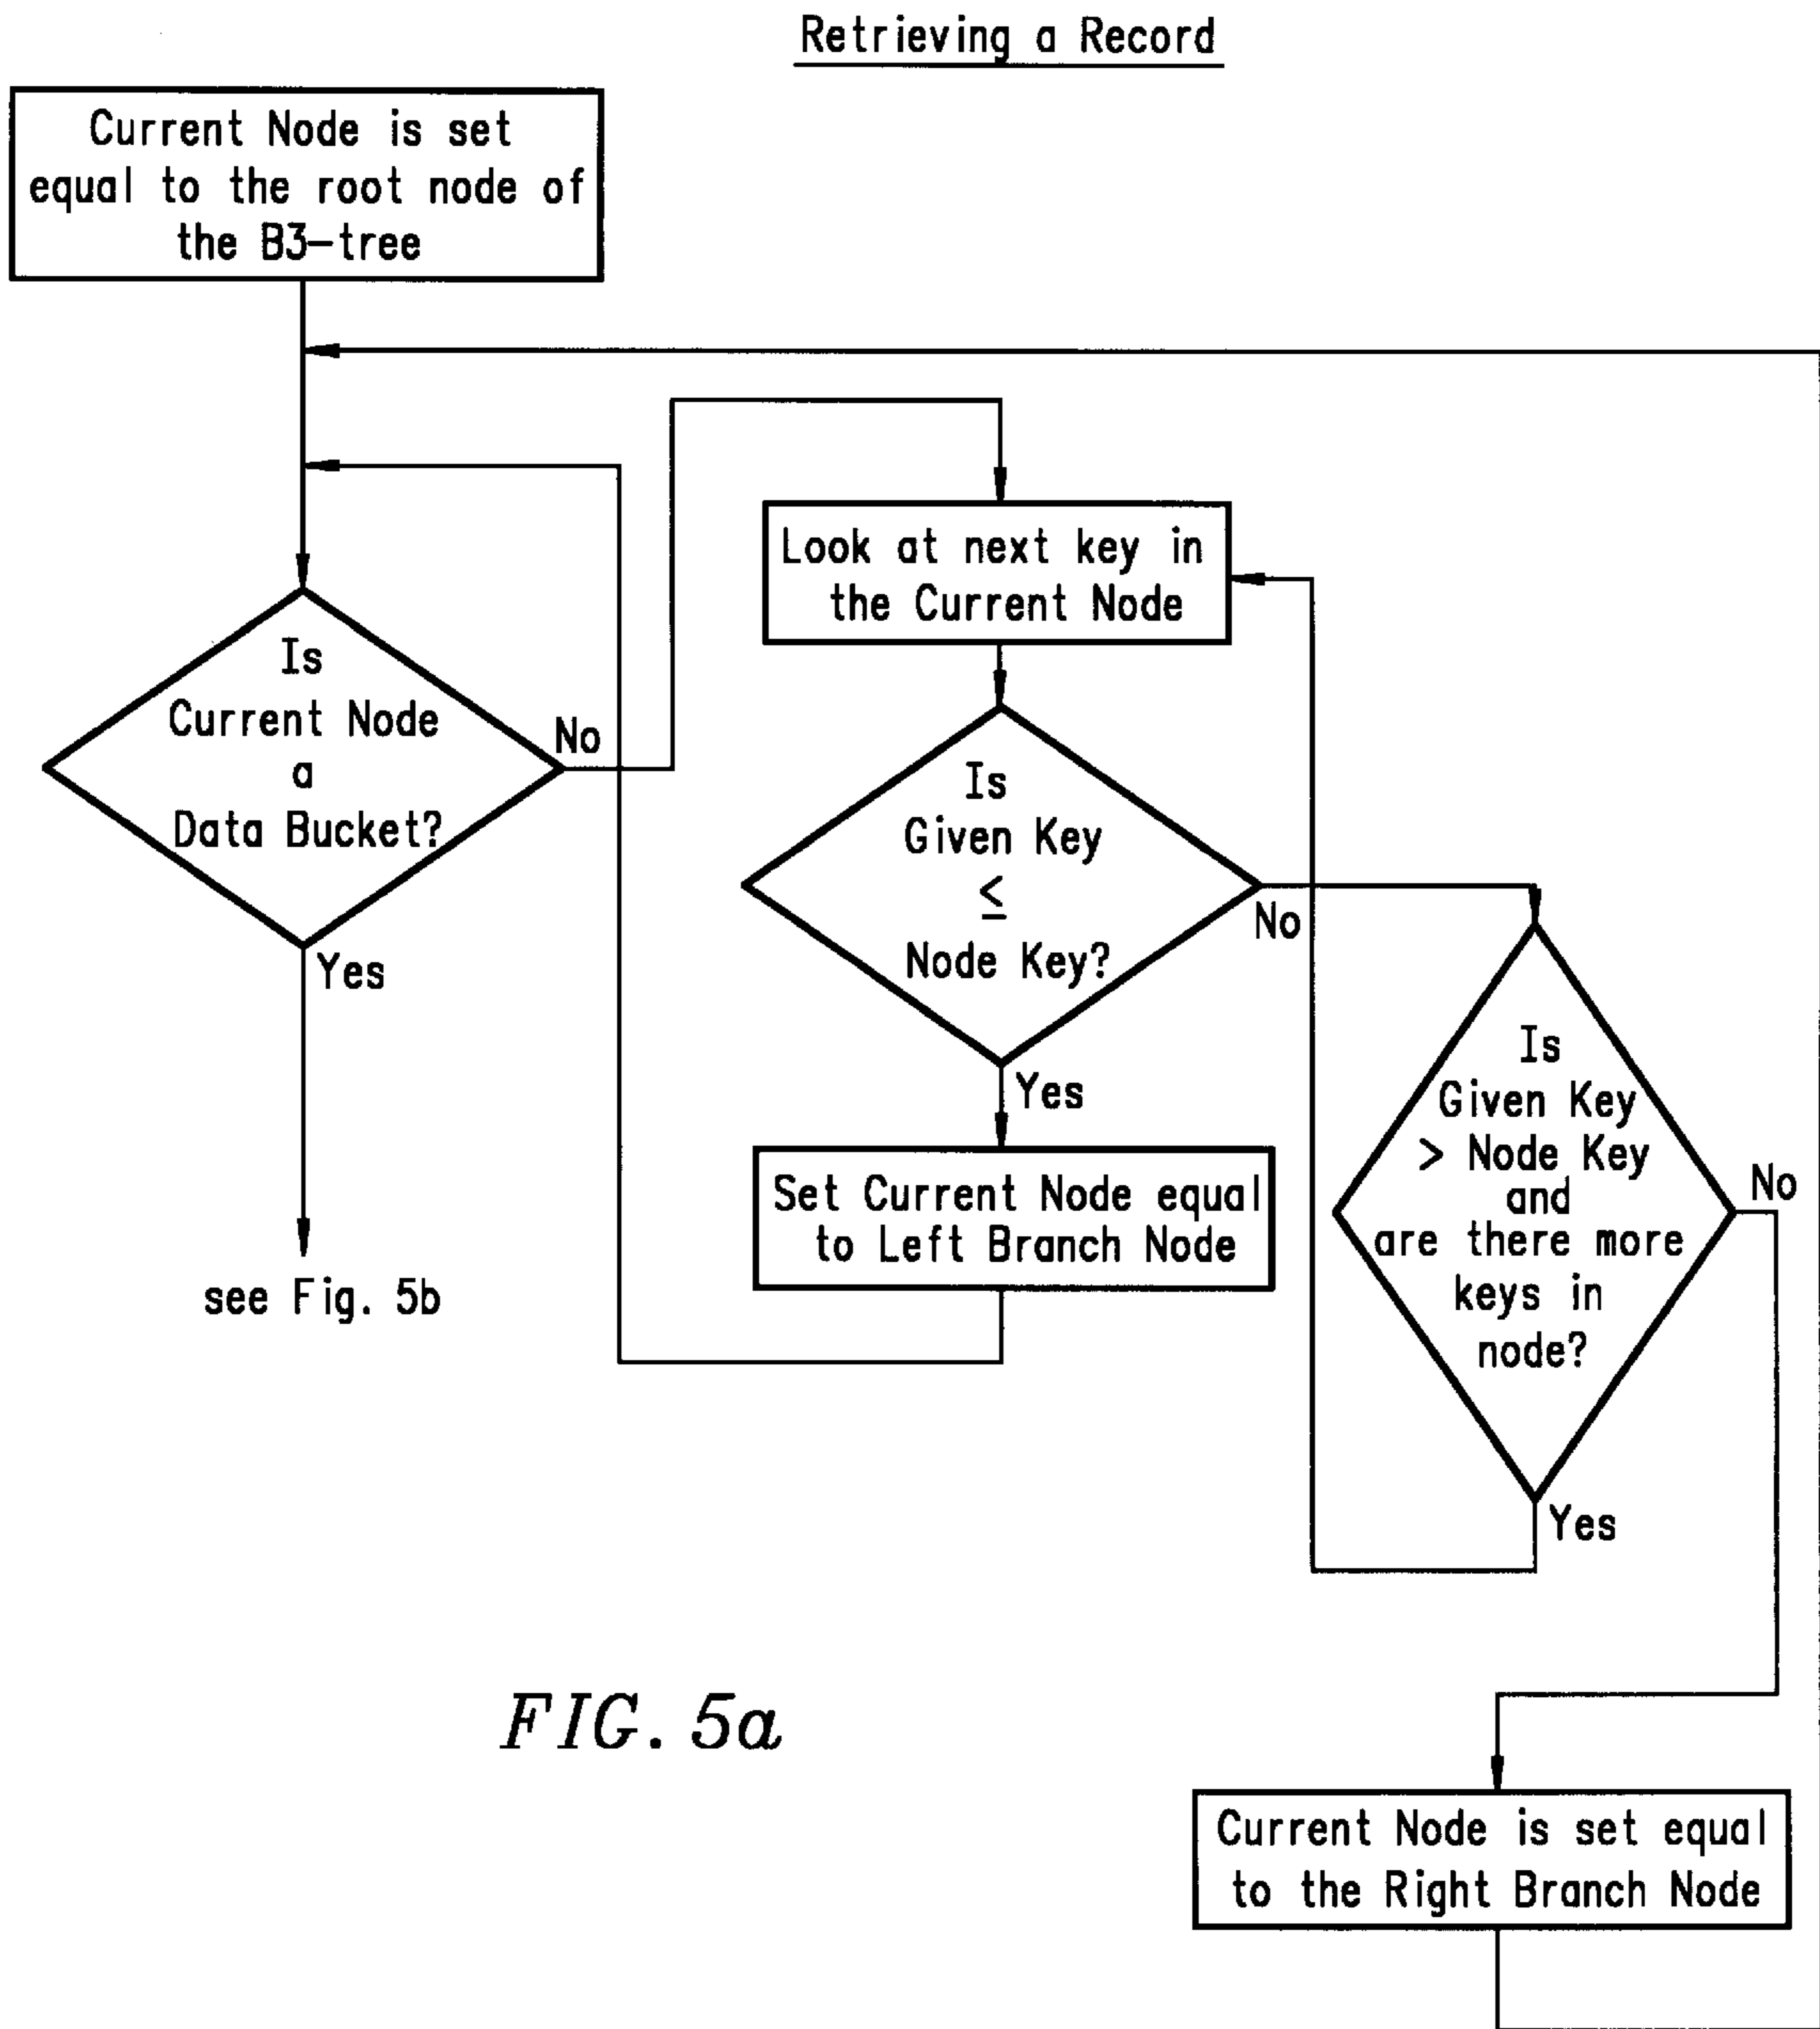 Retrieving a Record
Current Node is set
equal to the root node of
the B3-tree
Look at next key in
the Current Node
Is
Current Node
a
Data Bucket?
No
Yes
see Fig. 5b
Is
Given Key
≤
Node Key?
No
Yes
Set Current Node equal
to Left Branch Node
Is
Given Key
> Node Key
and
are there more
keys in
node?
No
Yes
FIG. 5a
Current Node is set equal
to the Right Branch Node